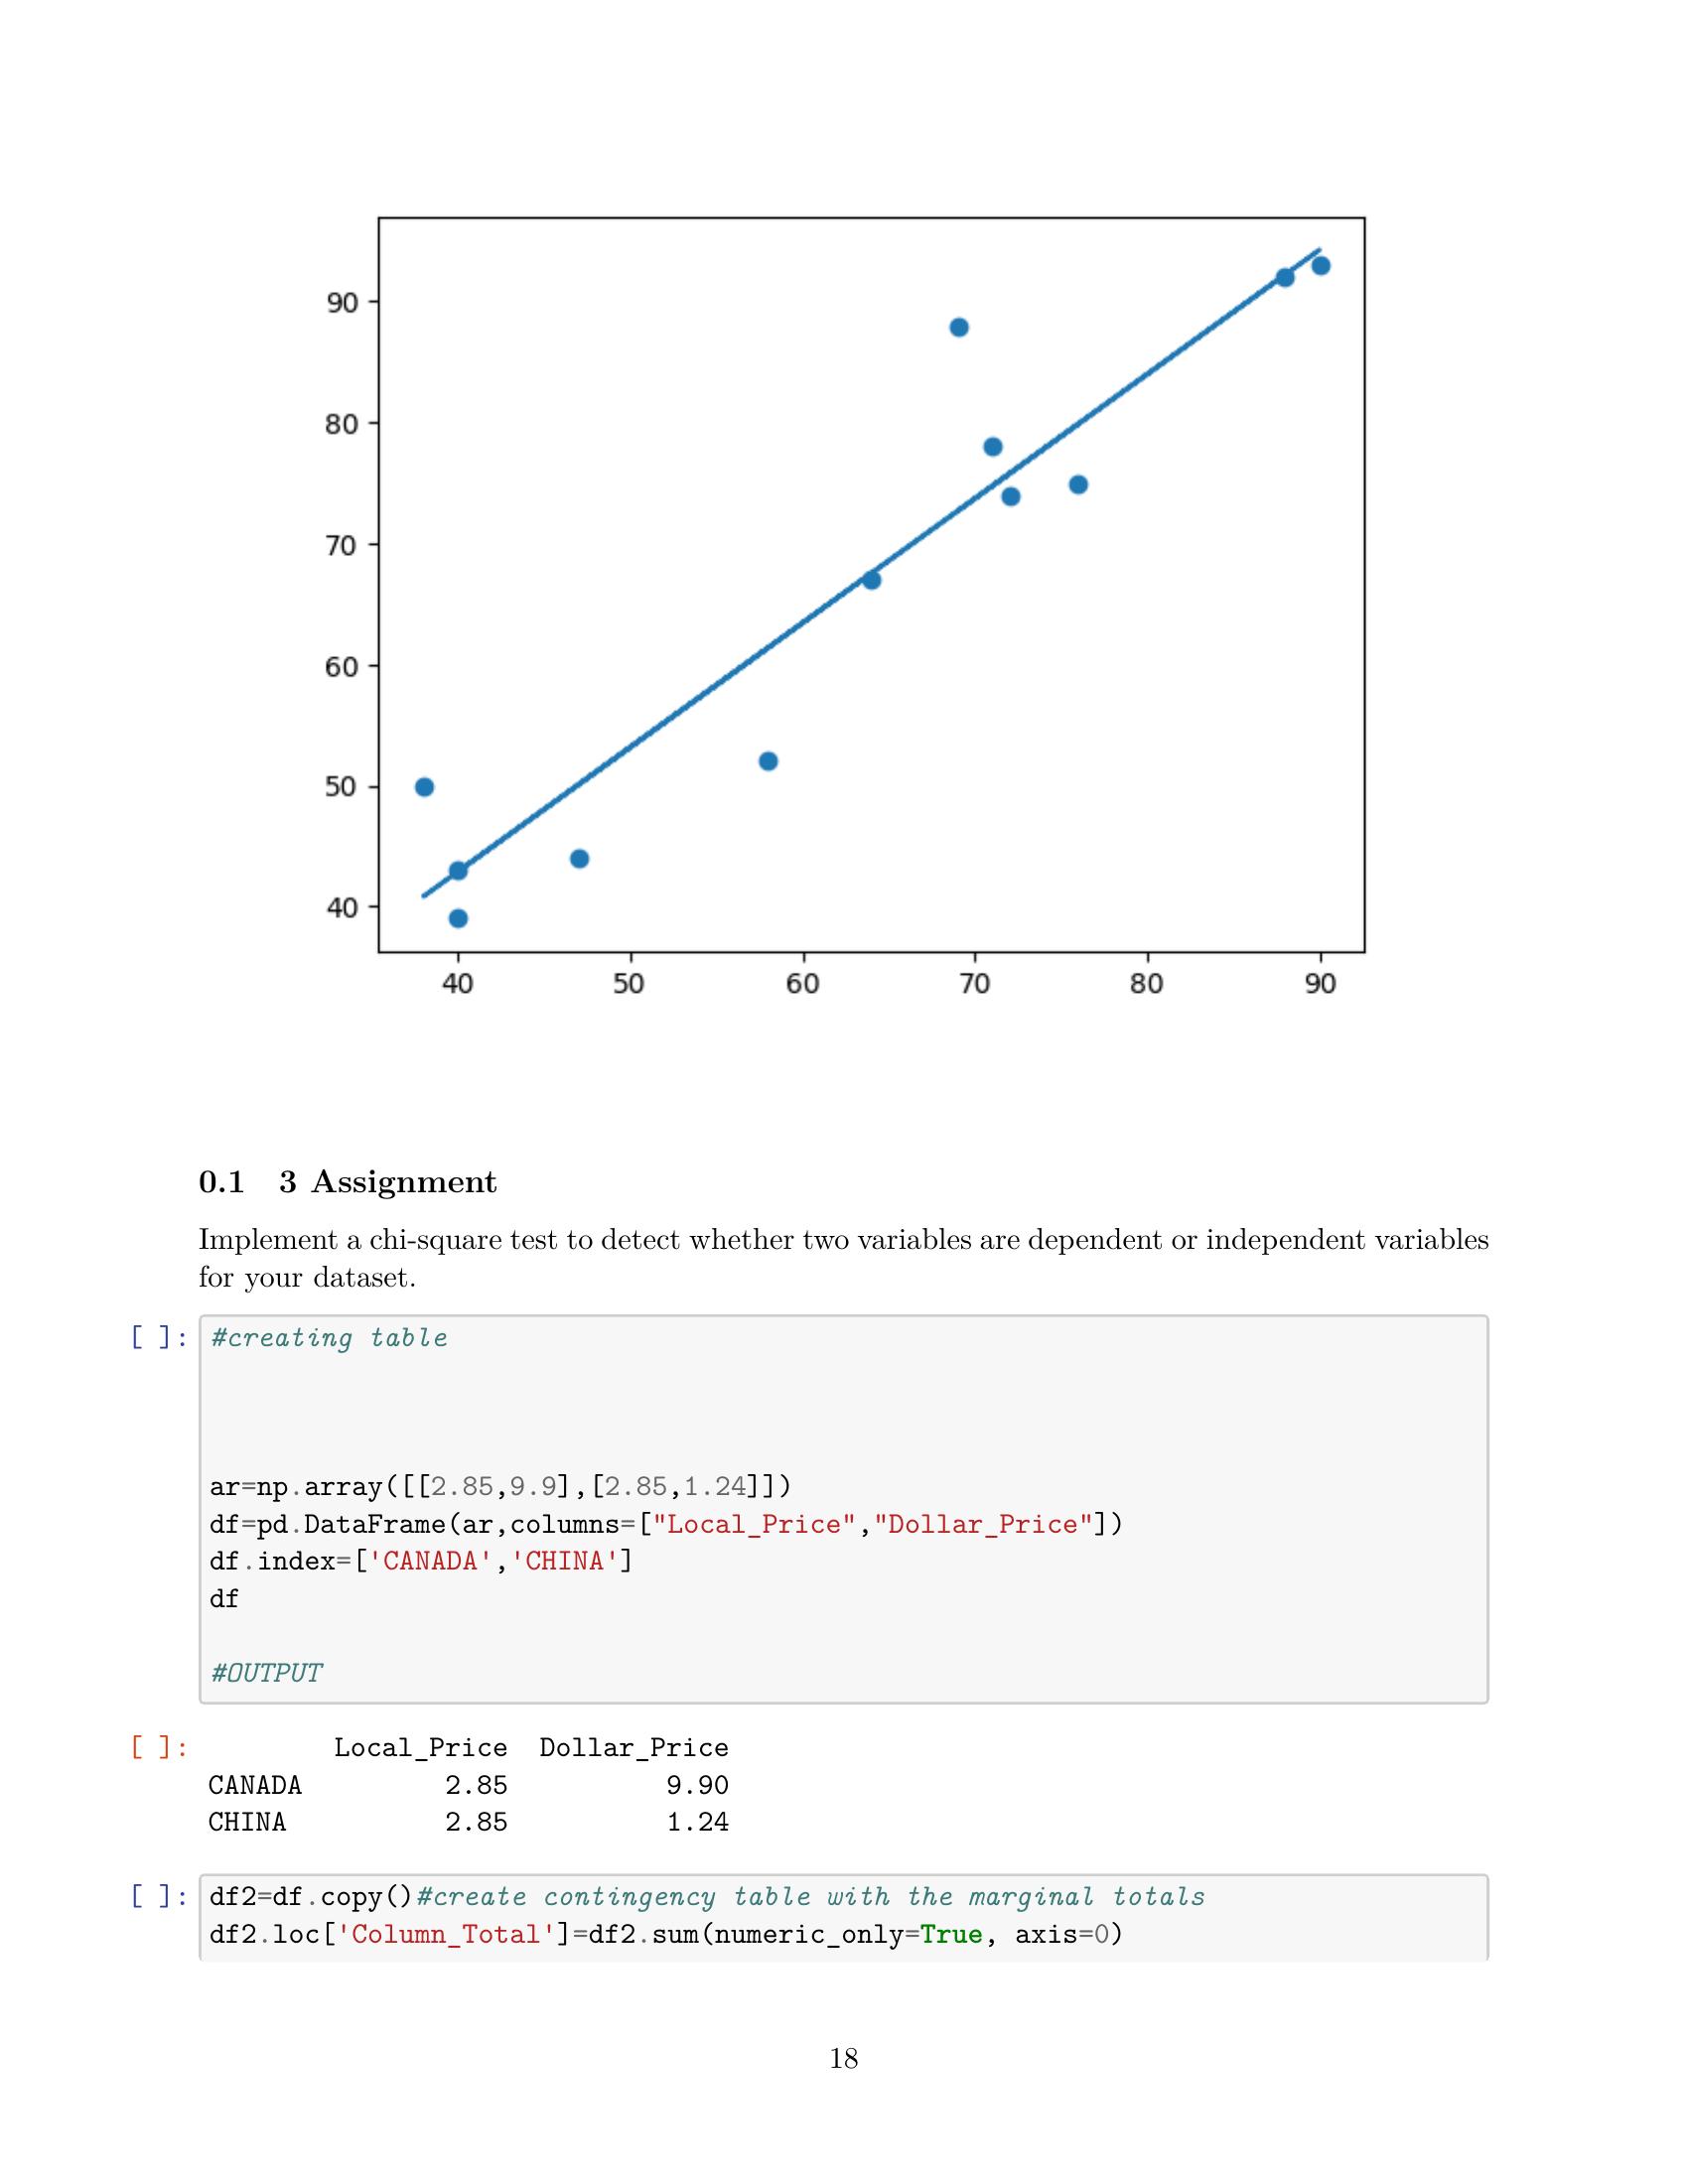 90
80
70
60
50
40
40 50 60 70 80 90
0.1 3 Assignment
Implement a chi-square test to detect whether two variables are dependent or independent variables
for your dataset.
[ ]: #creating table
ar=np.array([[2.85,9.9],[2.85,1.24]])
df=pd.DataFrame(ar,columns=["Local_Price","Dollar_Price"])
df.index=['CANADA','CHINA']
df
#OUTPUT
[ ]: Local_Price Dollar_Price
CANADA 2.85 9.90
CHINA 2.85 1.24
[ ]: df2=df.copy()#create contingency table with the marginal totals
df2.loc['Column_Total']=df2.sum(numeric_only=True, axis=0)
18